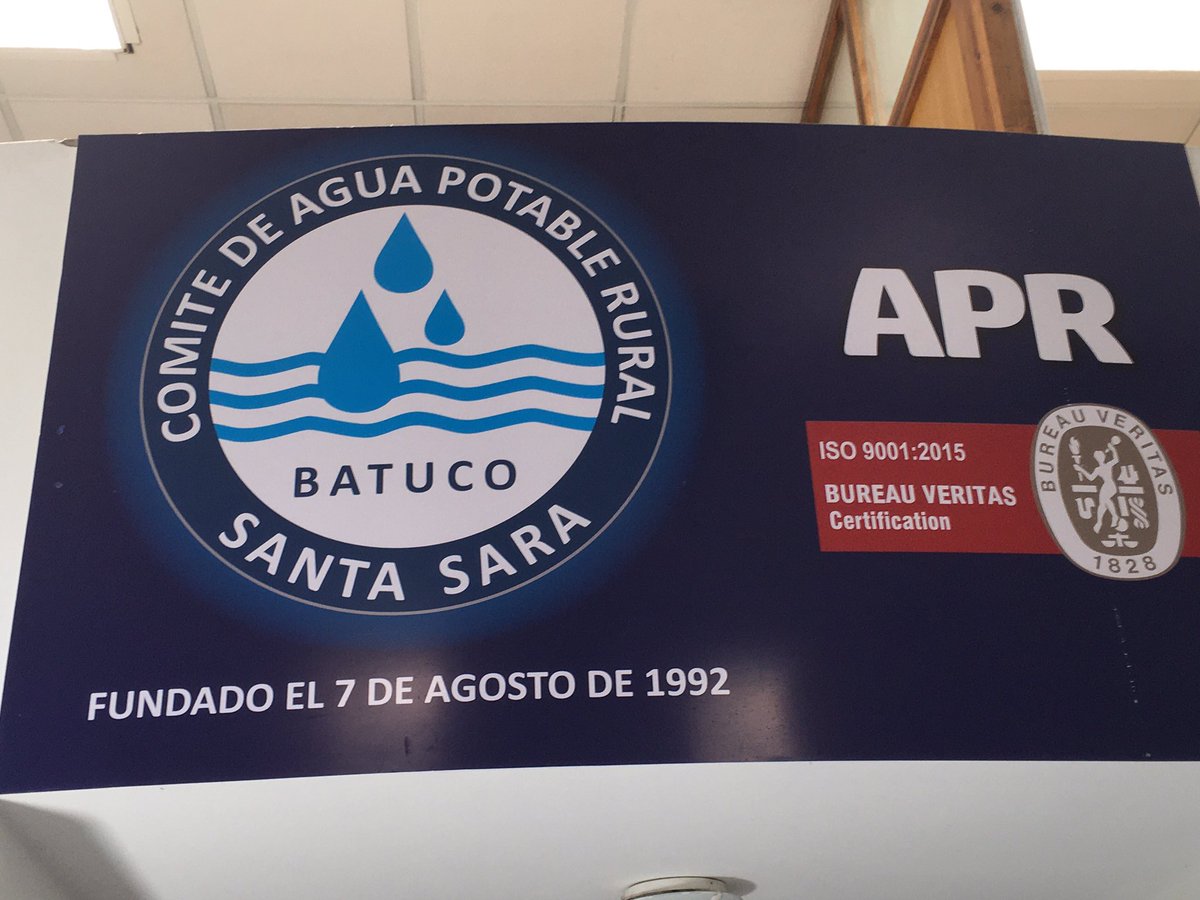 COMITE DE AGUA POTABLE RURAL
BATUCO
SANTA SARA
APR
ISO 9001:2015
BUREAU VERITAS
Certification
BUREAU VERITAS
1828
FUNDADO EL 7 DE AGOSTO DE 1992